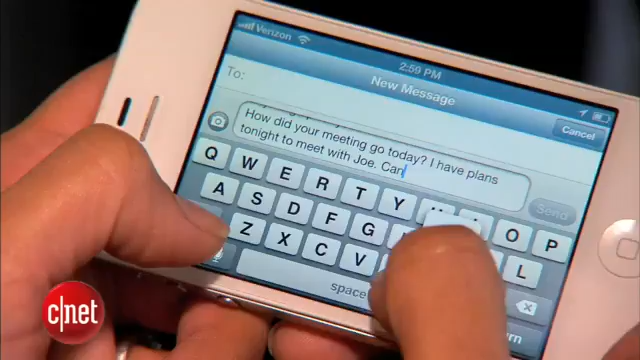 Verizon
2:59 PM
New Message
Cancel
To:
How did your meeting go today? I have plans
tonight to meet with Joe. Can
Send
Q W E R T Y O P
A S D F G L
Z X C V
space
c|net